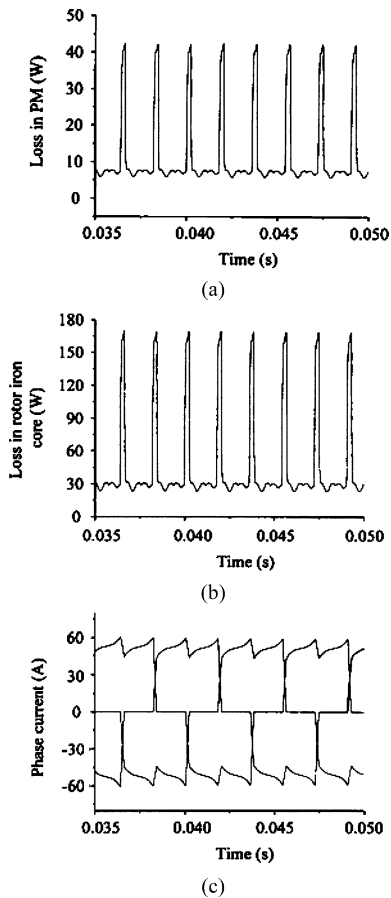 50
40
30
20
10
0
Loss in PM (W)
0.035 0.040 0.045 0.050
Time (s)
(a)
180
150
120
90
60
30
0
Loss in rotor iron
core (W)
0.035 0.040 0.045 0.050
Time (s)
(b)
60
30
0
-30
-60
Phase current (A)
0.035 0.040 0.045 0.050
Time (s)
(c)